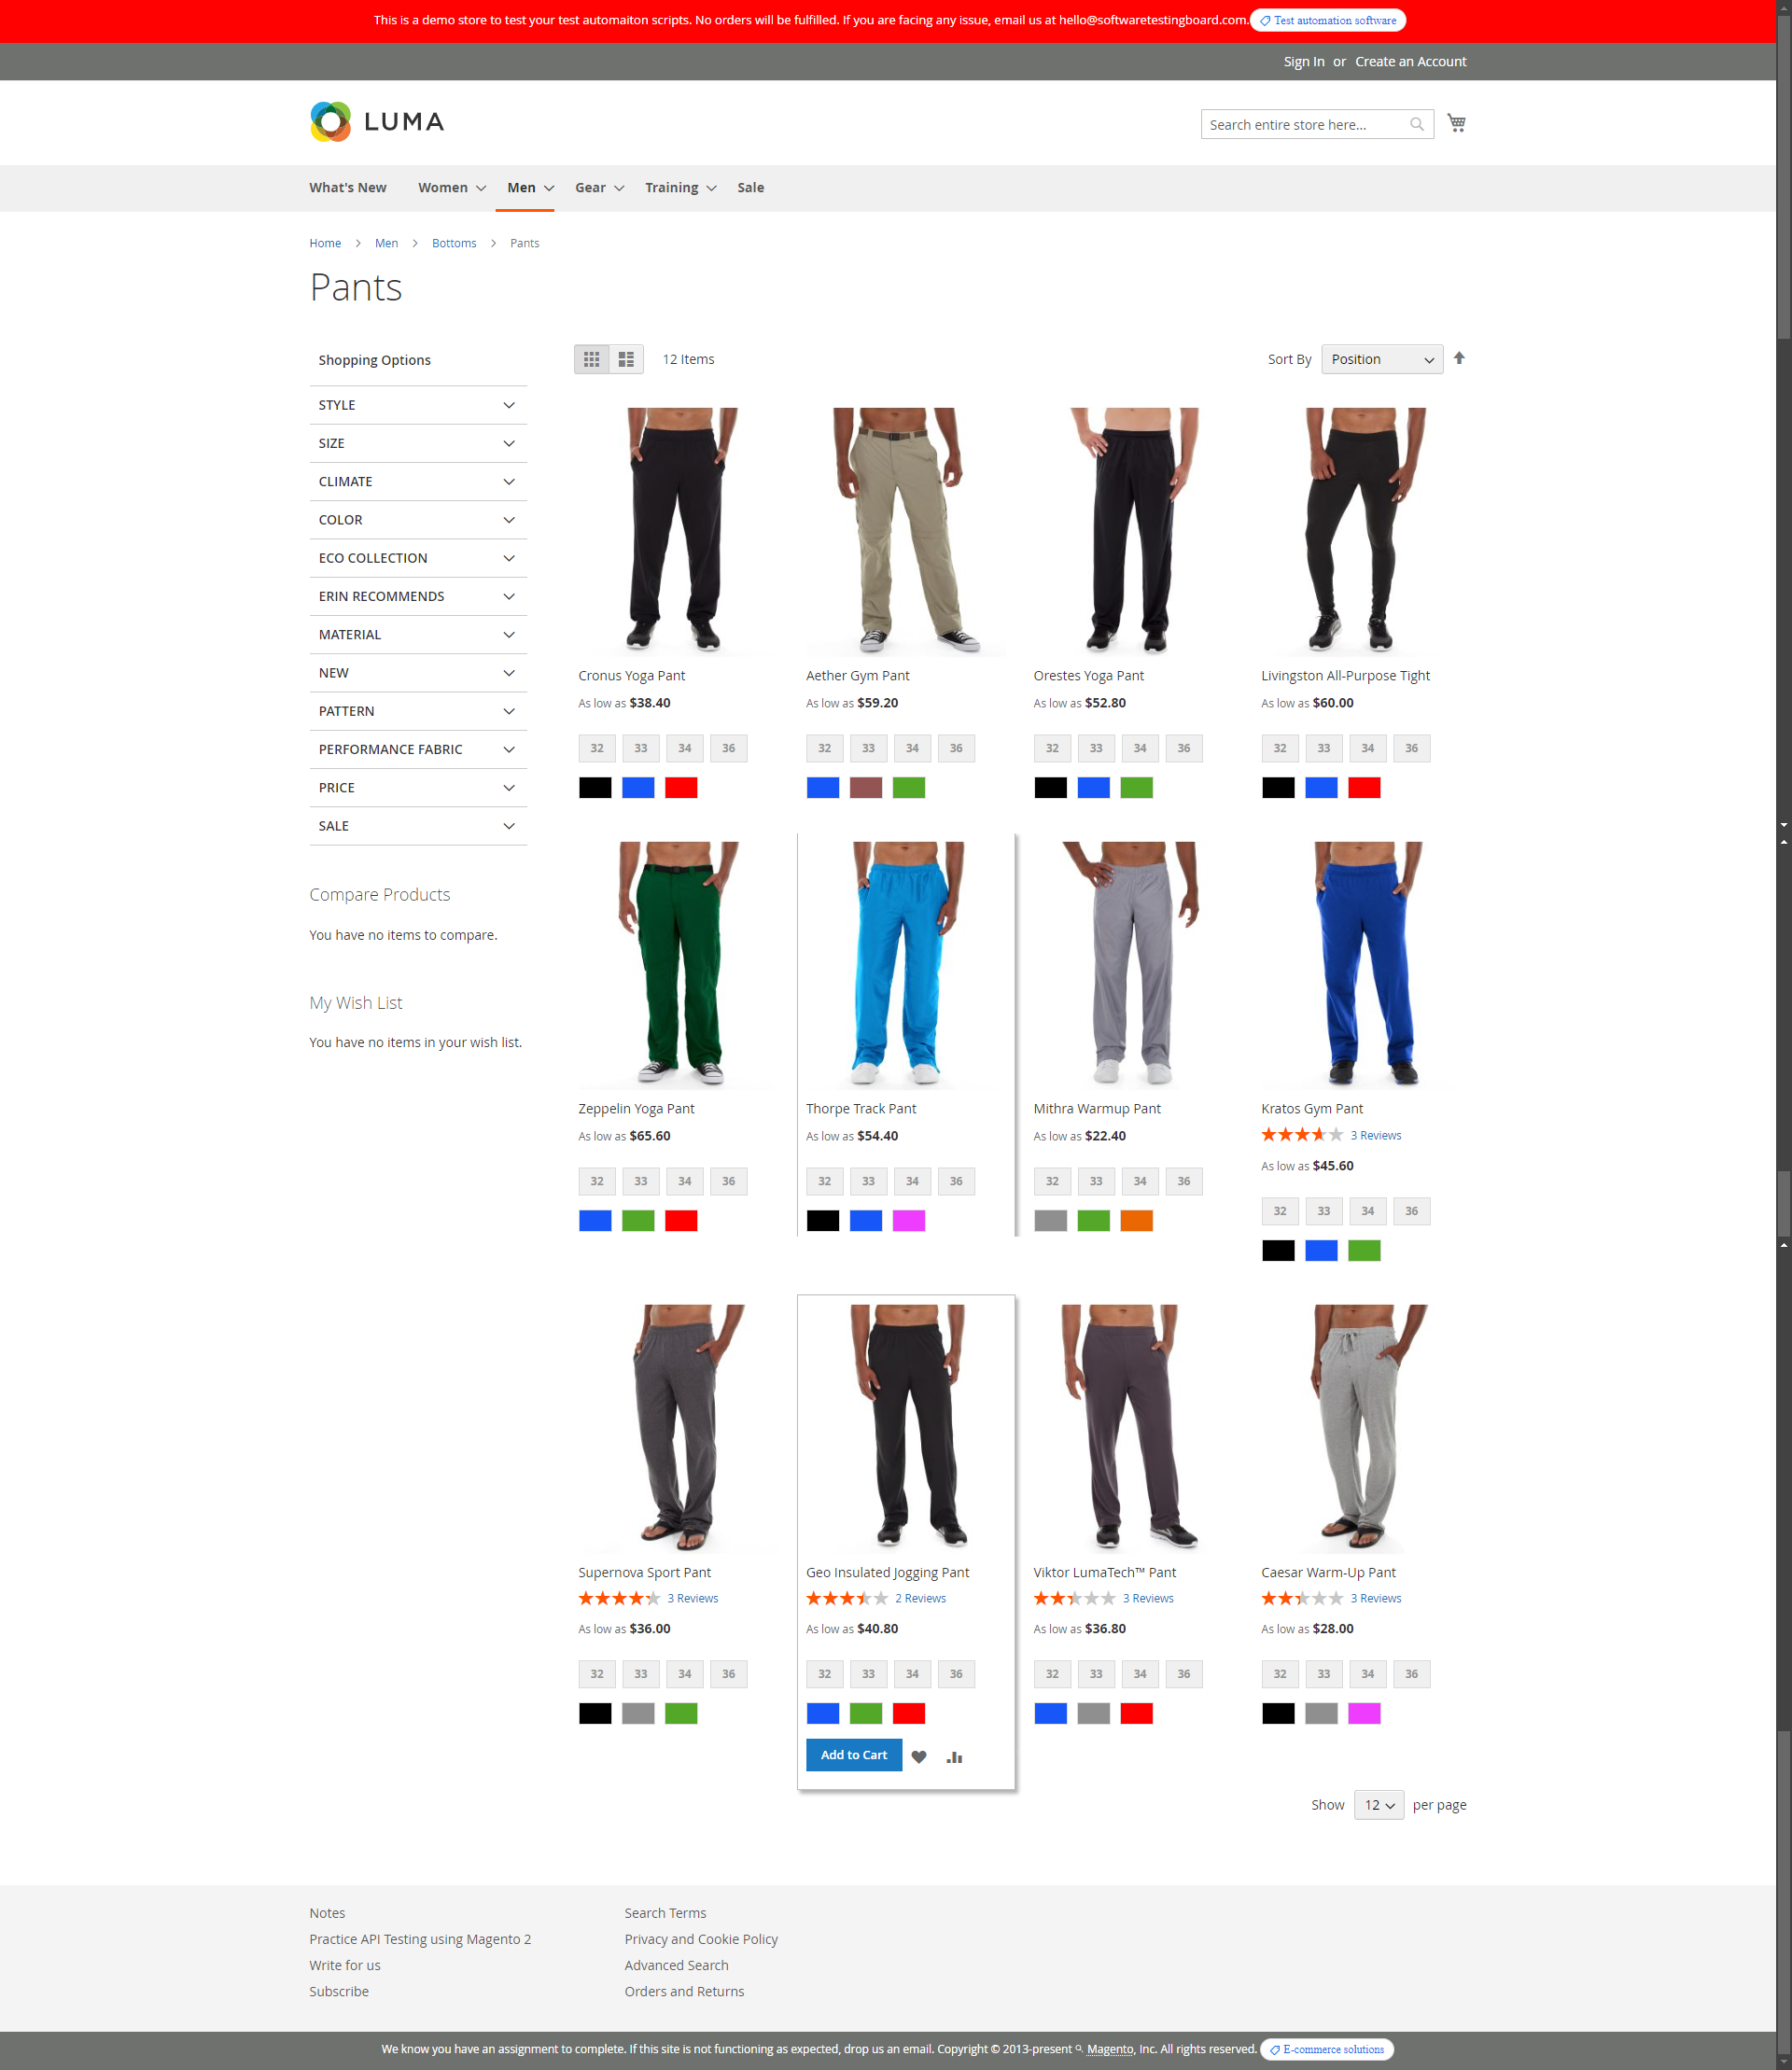 This is a demo store to test your test automaiton scripts. No orders will be fulfilled. If you are facing any issue, email us at hello@softwaretestingboard.com. Test automation software
Sign In or Create an Account
LUMA
Search entire store here...
What's New Women Men Gear Training Sale
Home Men Bottoms Pants
Pants
Shopping Options
STYLE
SIZE
CLIMATE
COLOR
ECO COLLECTION
ERIN RECOMMENDS
MATERIAL
NEW
PATTERN
PERFORMANCE FABRIC
PRICE
SALE
Compare Products
You have no items to compare.
My Wish List
You have no items in your wish list.
12 Items
Sort By Position
Cronus Yoga Pant
As low as $38.40
32 33 34 36
Aether Gym Pant
As low as $59.20
32 33 34 36
Orestes Yoga Pant
As low as $52.80
32 33 34 36
Livingston All-Purpose Tight
As low as $60.00
32 33 34 36
Zeppelin Yoga Pant
As low as $65.60
32 33 34 36
Thorpe Track Pant
As low as $54.40
32 33 34 36
Mithra Warmup Pant
As low as $22.40
32 33 34 36
Kratos Gym Pant
3 Reviews
As low as $45.60
32 33 34 36
Supernova Sport Pant
3 Reviews
As low as $36.00
32 33 34 36
Geo Insulated Jogging Pant
2 Reviews
As low as $40.80
32 33 34 36
Add to Cart
Viktor LumaTech™ Pant
3 Reviews
As low as $36.80
32 33 34 36
Caesar Warm-Up Pant
3 Reviews
As low as $28.00
32 33 34 36
Show 12 per page
Notes
Practice API Testing using Magento 2
Write for us
Subscribe
Search Terms
Privacy and Cookie Policy
Advanced Search
Orders and Returns
We know you have an assignment to complete. If this site is not functioning as expected, drop us an email. Copyright © 2013-present Magento, Inc. All rights reserved. E-commerce solutions